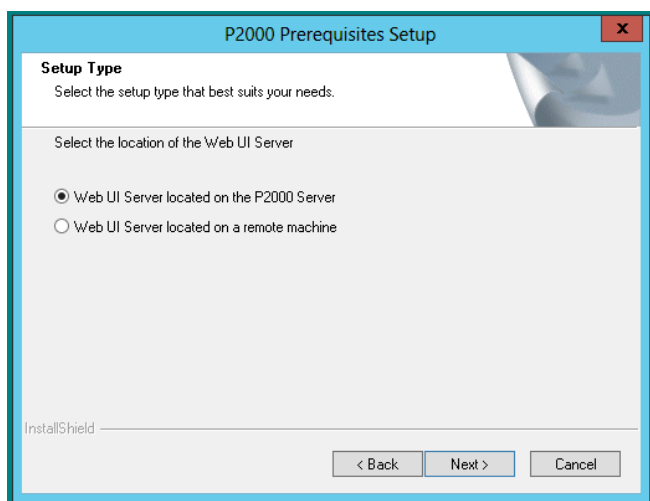 P2000 Prerequisites Setup
x
Setup Type
Select the setup type that best suits your needs.
Select the location of the Web UI Server
Web UI Server located on the P2000 Server
Web UI Server located on a remote machine
InstallShield
< Back Next > Cancel